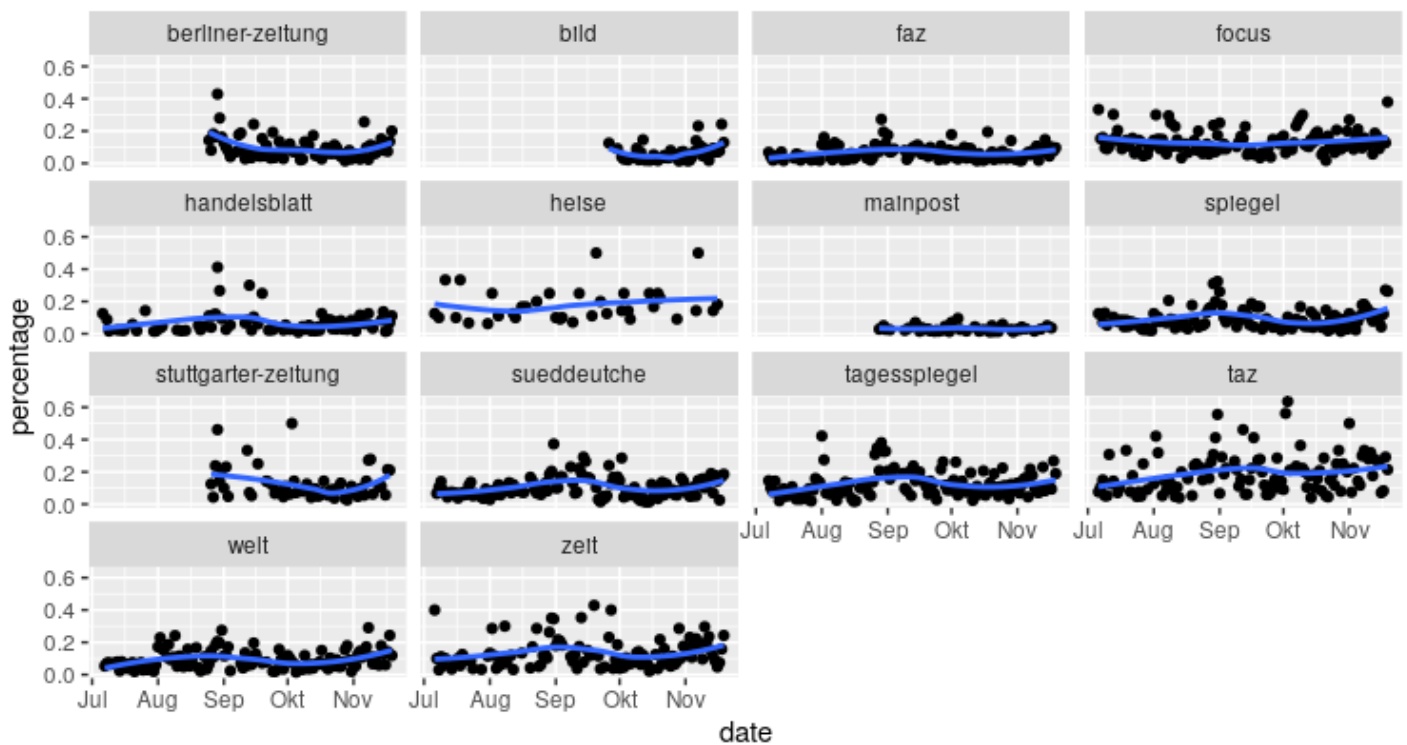 berliner-zeitung bild faz focus
0.6
0.4
0.2
0.0
handelsblatt heise mainpost spiegel
0.6
0.4
0.2
0.0
percentage
stuttgarter-zeitung sueddeutche tagesspiegel taz
0.6
0.4
0.2
0.0
Jul Aug Sep Okt Nov Jul Aug Sep Okt Nov
welt zeit
0.6
0.4
0.2
0.0
Jul Aug Sep Okt Nov Jul Aug Sep Okt Nov
date